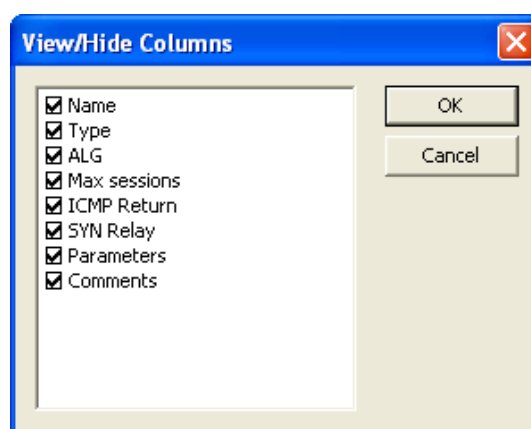 View/Hide Columns
Name
Type
ALG
Max sessions
ICMP Return
SYN Relay
Parameters
Comments
OK
Cancel